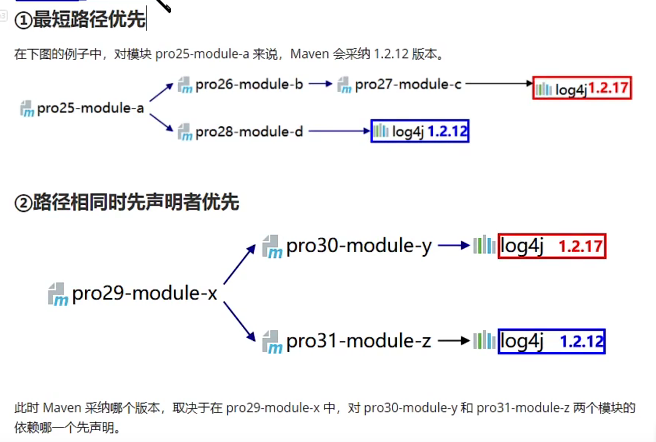 ①最短路径优先
在下图的例子中，对模块 pro25-module-a 来说，Maven 会采纳 1.2.12 版本。
pro26-module-b
pro27-module-c
log4j 1.2.17
pro25-module-a
pro28-module-d
log4j 1.2.12
②路径相同时先声明者优先
pro30-module-y
log4j 1.2.17
pro29-module-x
pro31-module-z
log4j 1.2.12
此时 Maven 采纳哪个版本，取决于在 pro29-module-x 中，对 pro30-module-y 和 pro31-module-z 两个模块的
依赖哪一个先声明。